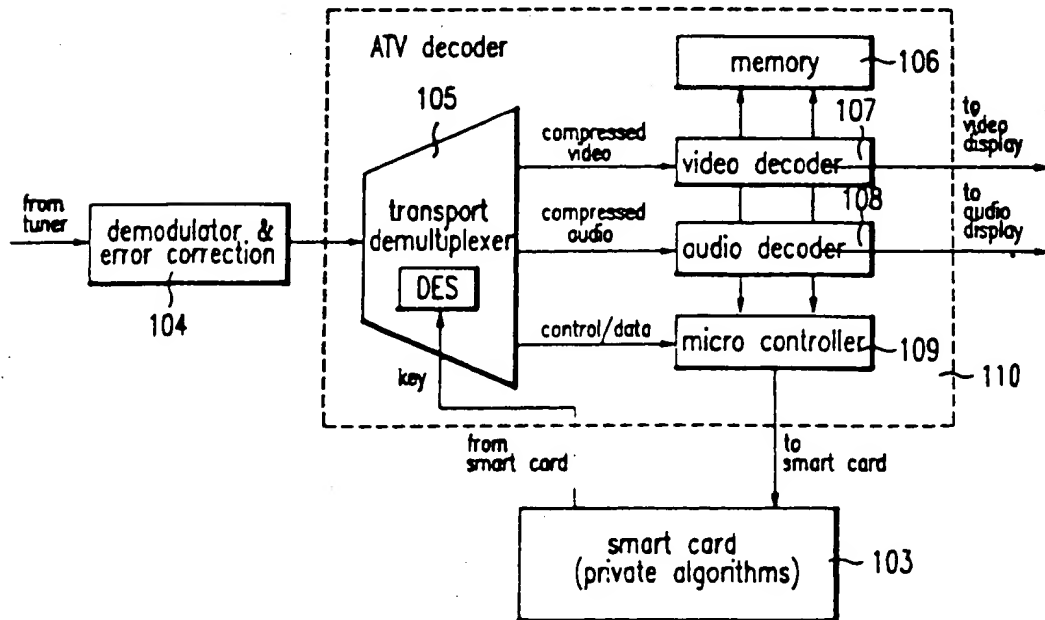 ATV decoder
memory
106
105
107
to
video
display
compressed
video
video decoder
108
from
tuner
demodulator &
error correction
104
transport
demultiplexer
DES
compressed
audio
audio decoder
to
audio
display
control/data
micro controller
109
key
110
from
smart card
to
smart card
smart card
(private algorithms)
103